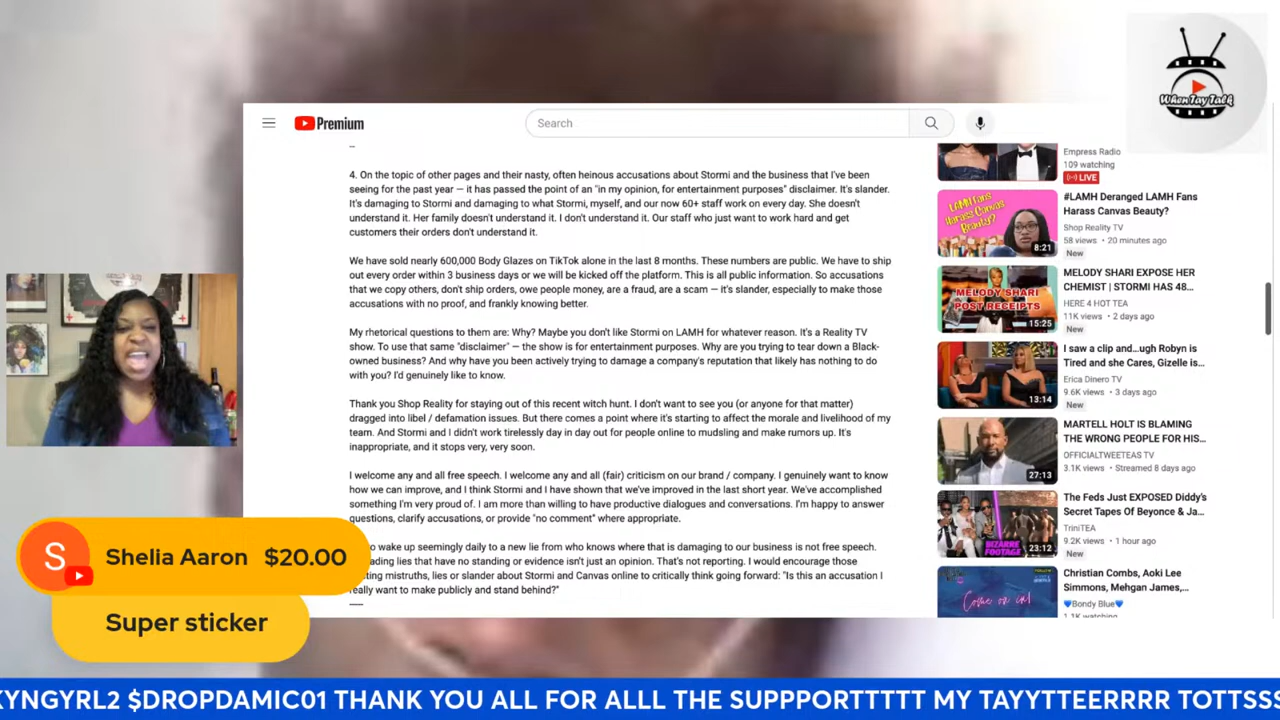 WhenTayTalk
Premium
Search
4. On the topic of other pages and their nasty, often heinous accusations about Stormi and the business that I've been
seeing for the past year — it has passed the point of an "in my opinion, for entertainment purposes" disclaimer. It's slander.
It's damaging to Stormi and damaging to what Stormi, myself, and our now 60+ staff work on every day. She doesn't
understand it. Her family doesn't understand it. I don't understand it. Our staff who just want to work hard and get
customers their orders don't understand it.
We have sold nearly 600,000 Body Glazes on TikTok alone in the last 8 months. These numbers are public. We have to ship
out every order within 3 business days or we will be kicked off the platform. This is all public information. So accusations
that we copy others, don't ship orders, owe people money, are a fraud, are a scam — it's slander, especially to make those
accusations with no proof, and frankly knowing better.
My rhetorical questions to them are: Why? Maybe you don't like Stormi on LAMH for whatever reason. It's a Reality TV
show. To use that same "disclaimer" — the show is for entertainment purposes. Why are you trying to tear down a Black-
owned business? And why have you been actively trying to damage a company's reputation that likely has nothing to do
with you? I'd genuinely like to know.
Thank you Shop Reality for staying out of this recent witch hunt. I don't want to see you (or anyone for that matter)
dragged into libel / defamation issues. But there comes a point where it's starting to affect the morale and livelihood of my
team. And Stormi and I didn't work tirelessly day in day out for people online to mudsling and make rumors up. It's
inappropriate, and it stops very, very soon.
I welcome any and all free speech. I welcome any and all (fair) criticism on our brand / company. I genuinely want to know
how we can improve, and I think Stormi and I have shown that we've improved in the last short year. We've accomplished
something I'm very proud of. I am more than willing to have productive dialogues and conversations. I'm happy to answer
questions, clarify accusations, or provide "no comment" where appropriate.
wake up seemingly daily to a new lie from who knows where that is damaging to our business is not free speech.
lies that have no standing or evidence isn't just an opinion. That's not reporting. I would encourage those
mistruths, lies or slander about Stormi and Canvas online to critically think going forward: "Is this an accusation I
really want to make publicly and stand behind?"
Empress Radio
109 watching
LIVE
LAMH Fans
Harass Canvas
Beauty?
8:21
#LAMH Deranged LAMH Fans
Harass Canvas Beauty?
Shop Reality TV
58 views • 20 minutes ago
New
MELODY SHARI
POST RECEIPTS
15:25
MELODY SHARI EXPOSE HER
CHEMIST | STORMI HAS 48...
HERE 4 HOT TEA
11K views • 2 days ago
New
13:14
I saw a clip and...ugh Robyn is
Tired and she Cares, Gizelle is...
Erica Dinero TV
9.6K views • 3 days ago
New
27:13
MARTELL HOLT IS BLAMING
THE WRONG PEOPLE FOR HIS...
OFFICIALTWEETEAS TV
3.1K views • Streamed 8 days ago
BIZARRE
FOOTAGE
23:12
The Feds Just EXPOSED Diddy's
Secret Tapes Of Beyonce & Ja...
TriniTEA
9.2K views • 1 hour ago
New
Come on in!
Christian Combs, Aoki Lee
Simmons, Mehgan James,...
💙Bondy Blue💙
1.1K watching
S
Shelia Aaron $20.00
Super sticker
KYNGYRL2 $DROPDAMIC01 THANK YOU ALL FOR ALLL THE SUPPPORTTTTT MY TAYYTTEERRRR TOTTSSS